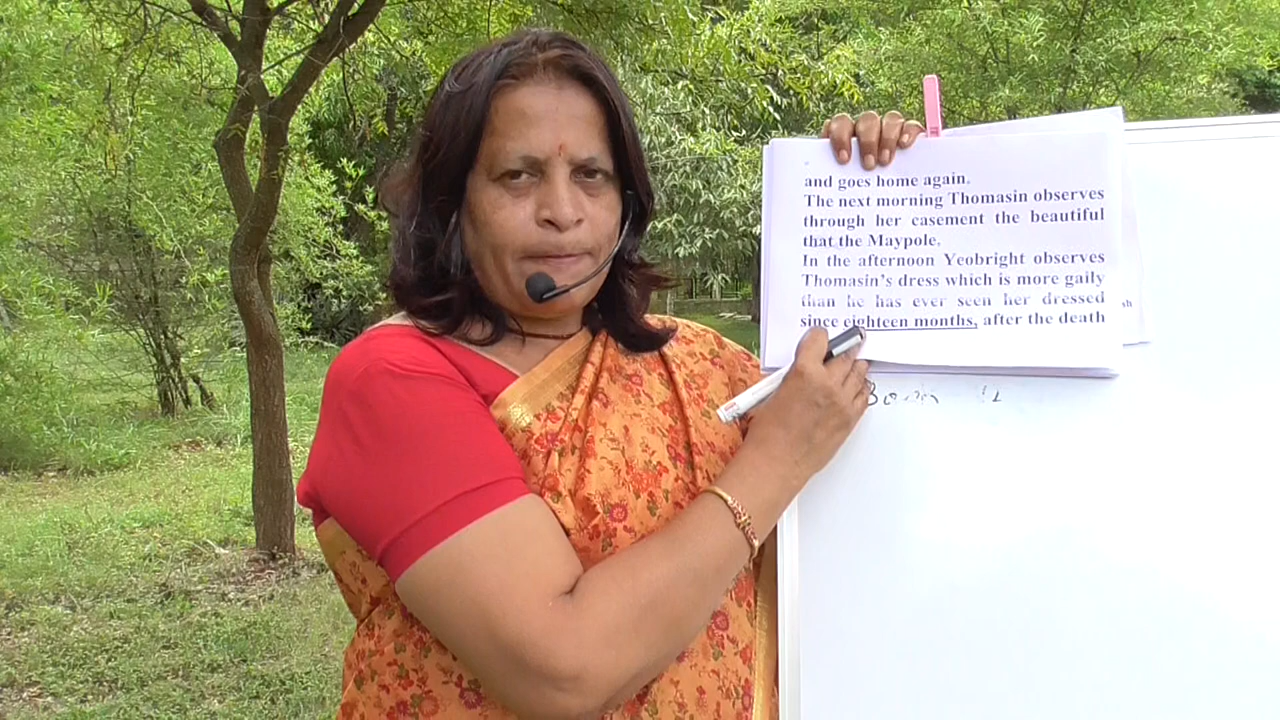 and goes home again.
The next morning Thomasin observes
through her casement the beautiful
that the Maypole.
In the afternoon Yeobright observes
Thomasin's dress which is more gaily
than he has ever seen her dressed
since eighteen months, after the death